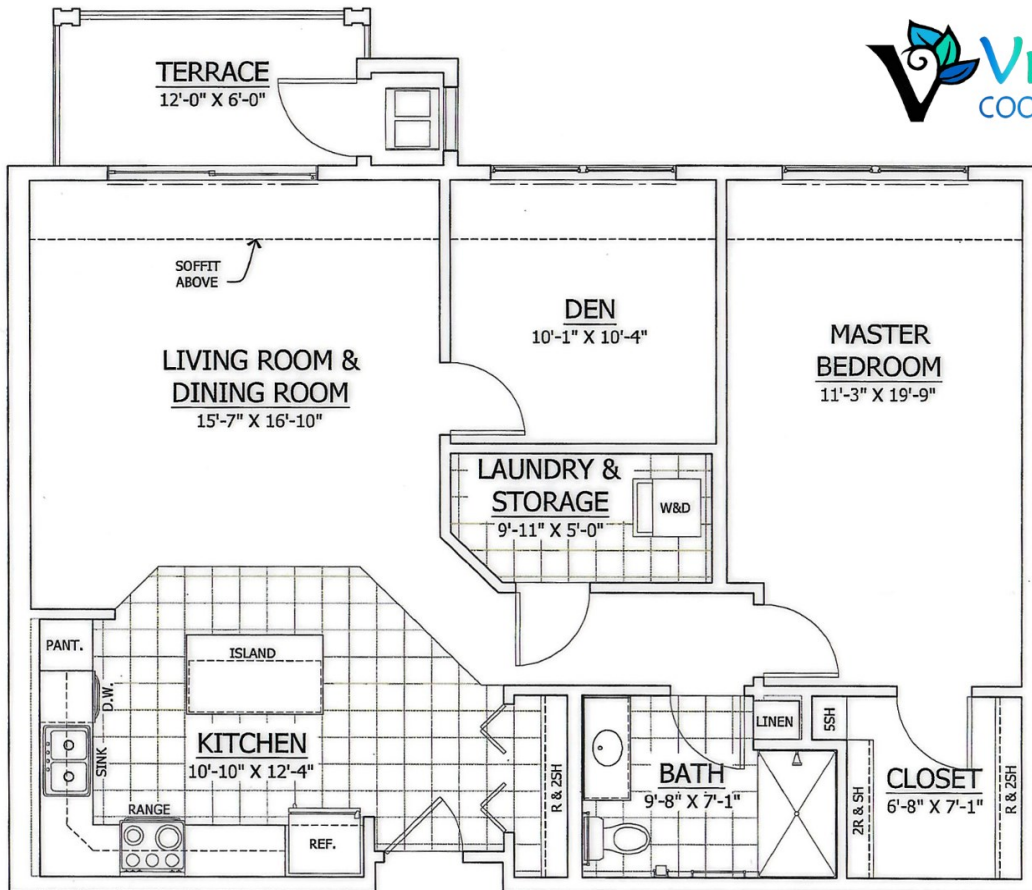 TERRACE
12'-0" X 6'-0"
COO
SOFFIT
ABOVE
LIVING ROOM &
DINING ROOM
15'-7" X 16'-10"
DEN
10'-1" X 10'-4"
MASTER
BEDROOM
11'-3" X 19'-9"
LAUNDRY &
STORAGE
9'-11" X 5'-0"
W&D
PANT.
D.W.
SINK
ISLAND
KITCHEN
10'-10" X 12'-4"
RANGE
REF.
R & 2SH
LINEN
BATH
9'-8" X 7'-1"
5SH
2R & SH
CLOSET
6'-8" X 7'-1"
R & 2SH